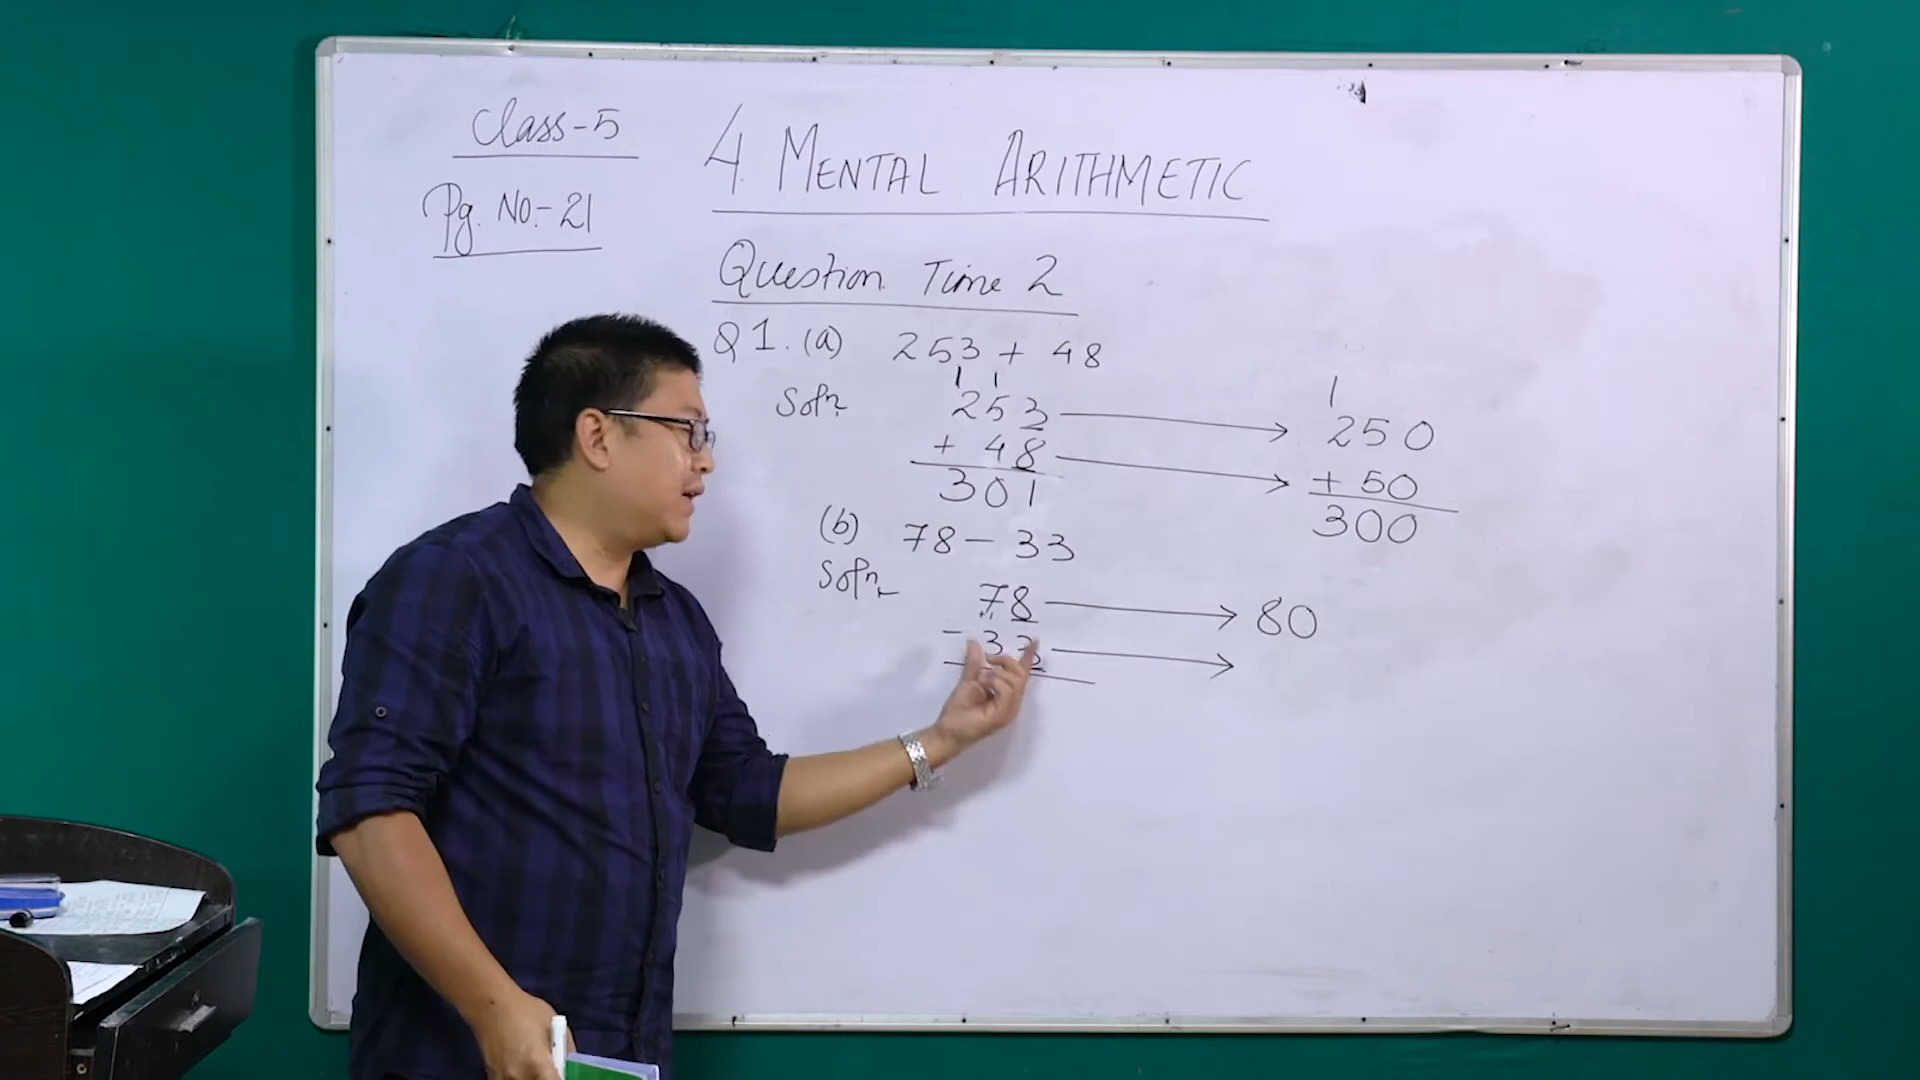 Class-5
4. MENTAL ARITHMETIC
Pg. No:- 21
Question Time 2
Q1. (a) 253 + 48
1 1
Soln.
253
+ 48
301
1
250
+ 50
300
(b) 78 - 33
Soln.
78 80
- 33